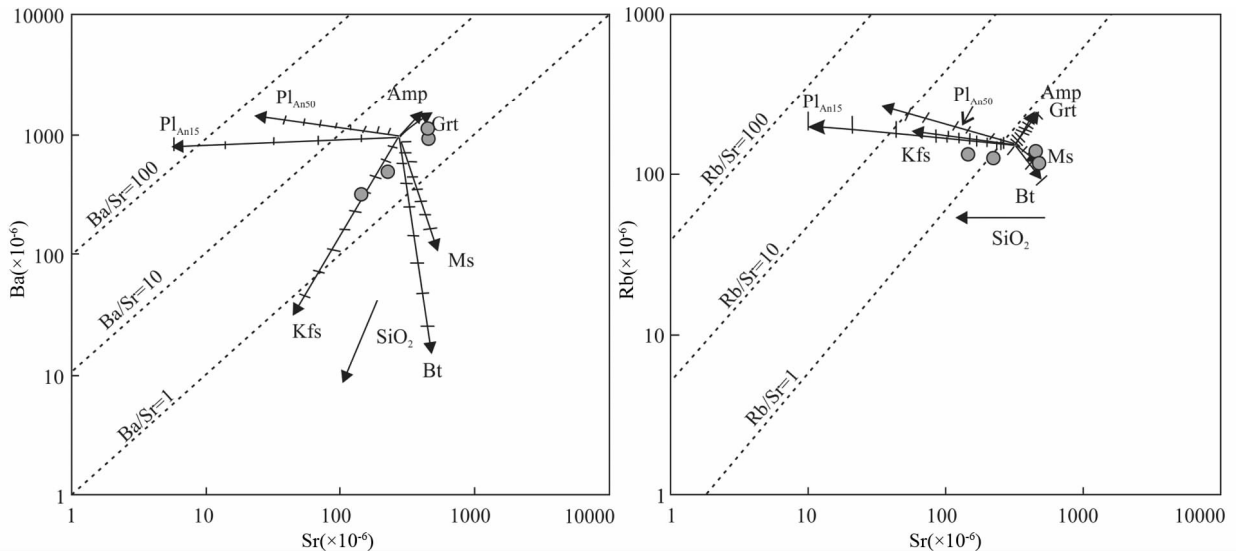 10000
1000
100
10
1
Ba(×10⁻⁶)
Pl_An15
Pl_An50
Amp
Grt
Ba/Sr=100
Ba/Sr=10
Ba/Sr=1
Kfs
Ms
Bt
SiO₂
1
10
100
1000
10000
Sr(×10⁻⁶)
1000
100
10
1
Rb(×10⁻⁶)
Pl_An15
Pl_An50
Amp
Grt
Rb/Sr=100
Rb/Sr=10
Rb/Sr=1
Kfs
Ms
Bt
SiO₂
1
10
100
1000
10000
Sr(×10⁻⁶)